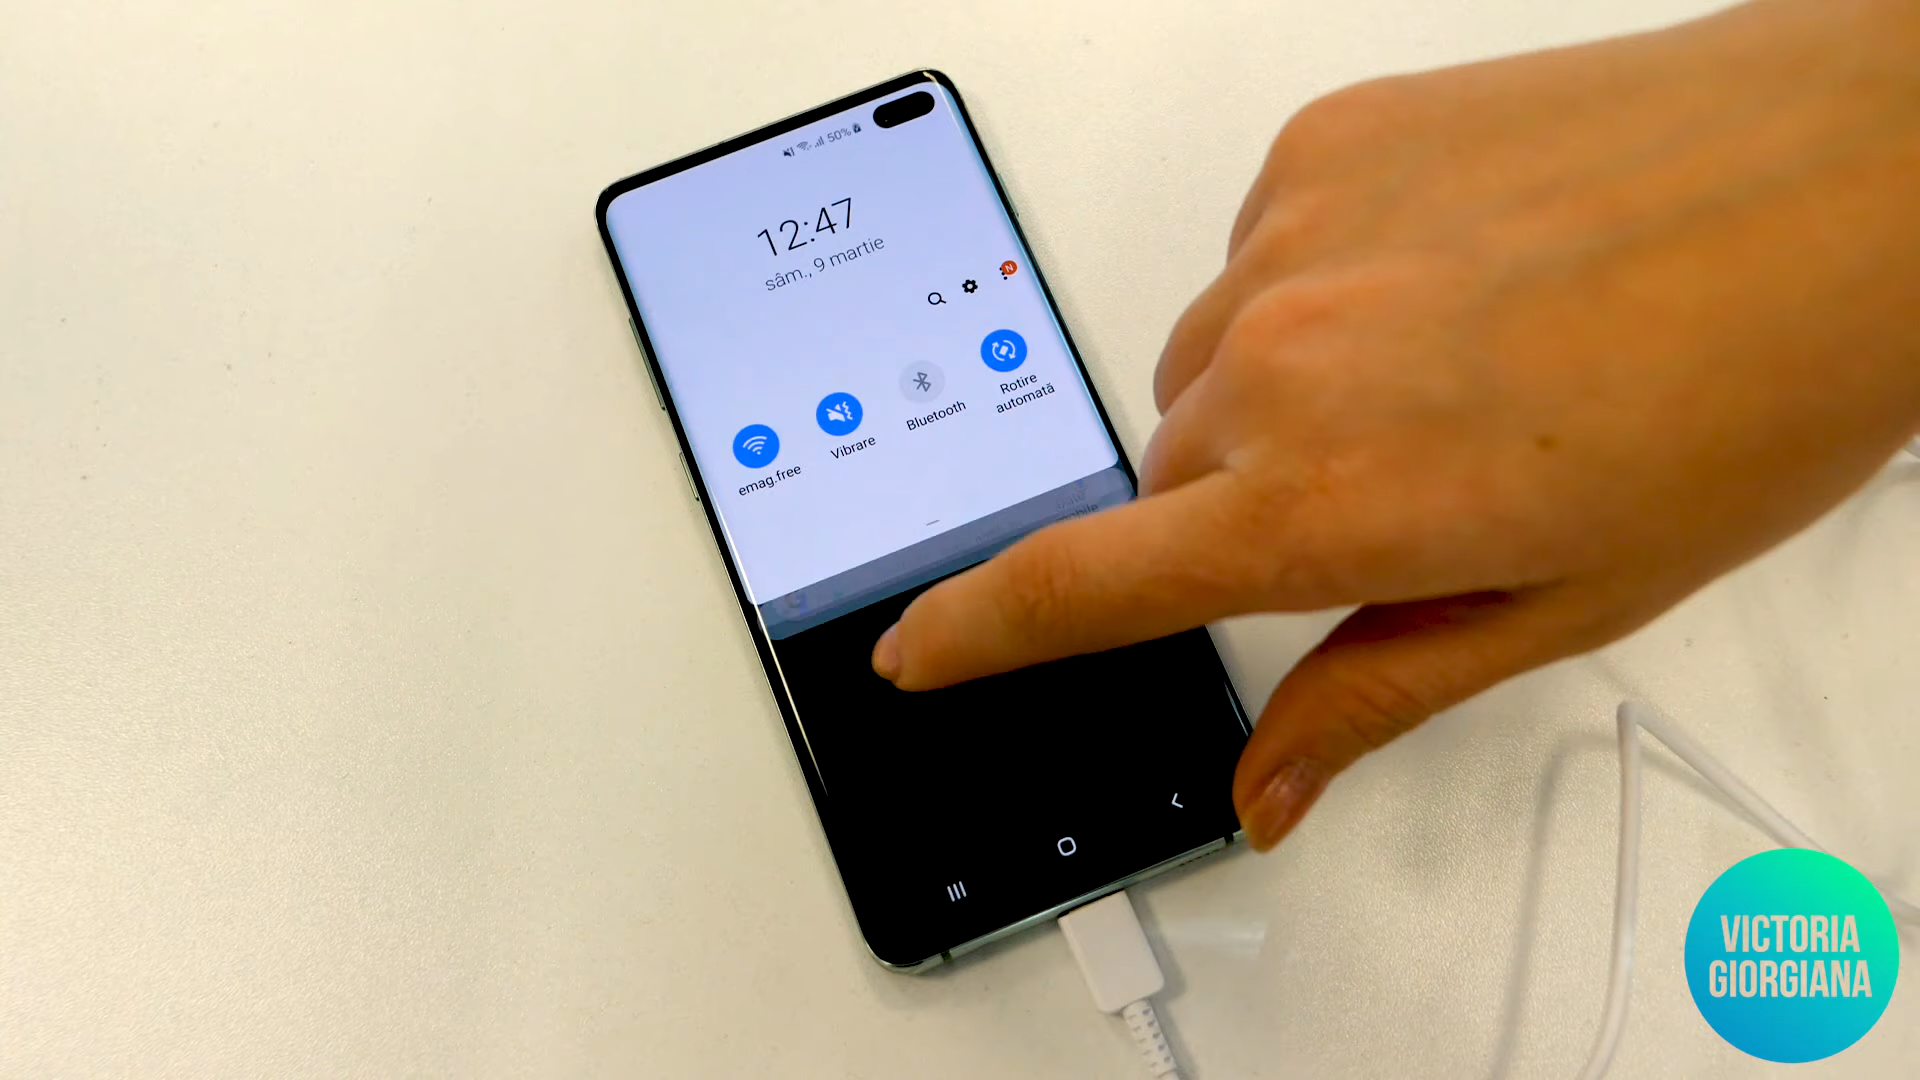 50%
12:47
sâm., 9 martie
N
emag.free
Vibrare
Bluetooth
Rotire
automată
VICTORIA
GIORGIANA